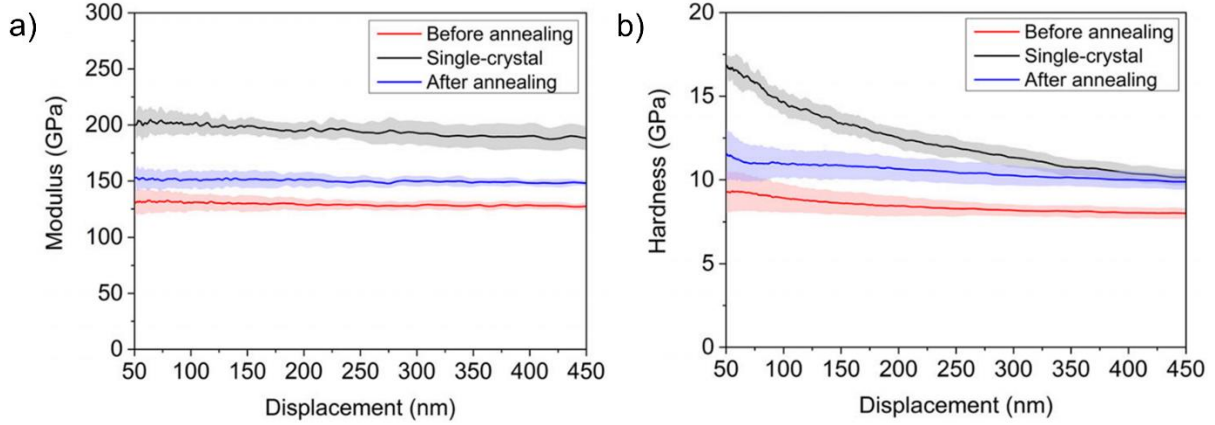 a)
300
250
200
150
100
50
0
Modulus (GPa)
50 100 150 200 250 300 350 400 450
Displacement (nm)
Before annealing
Single-crystal
After annealing
b)
20
15
10
5
0
Hardness (GPa)
50 100 150 200 250 300 350 400 450
Displacement (nm)
Before annealing
Single-crystal
After annealing